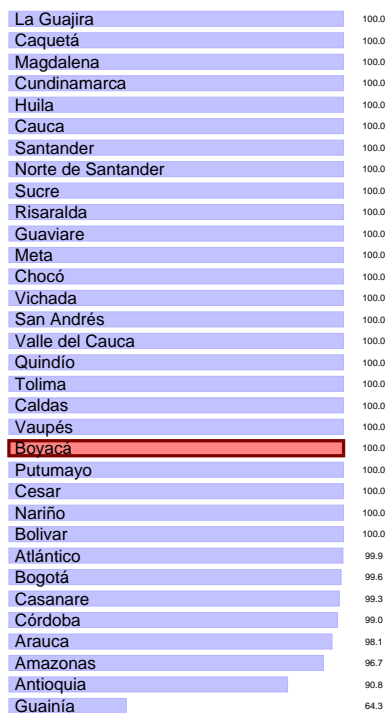 La Guajira 100.0
Caquetá 100.0
Magdalena 100.0
Cundinamarca 100.0
Huila 100.0
Cauca 100.0
Santander 100.0
Norte de Santander 100.0
Sucre 100.0
Risaralda 100.0
Guaviare 100.0
Meta 100.0
Chocó 100.0
Vichada 100.0
San Andrés 100.0
Valle del Cauca 100.0
Quindío 100.0
Tolima 100.0
Caldas 100.0
Vaupés 100.0
Boyacá 100.0
Putumayo 100.0
Cesar 100.0
Nariño 100.0
Bolivar 100.0
Atlántico 99.9
Bogotá 99.6
Casanare 99.3
Córdoba 99.0
Arauca 98.1
Amazonas 96.7
Antioquia 90.8
Guainía 64.3